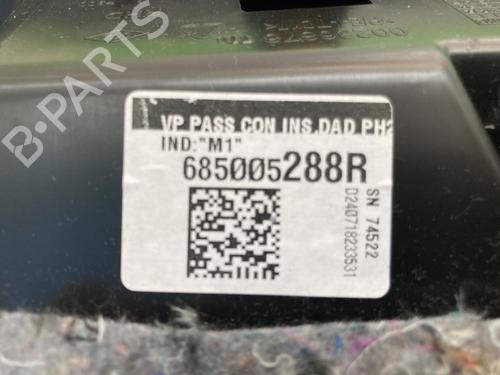 VP PASS CON INS.DAD PH2
IND:"M1"
685005288R
SN 74522
D240718233531
B-PARTS